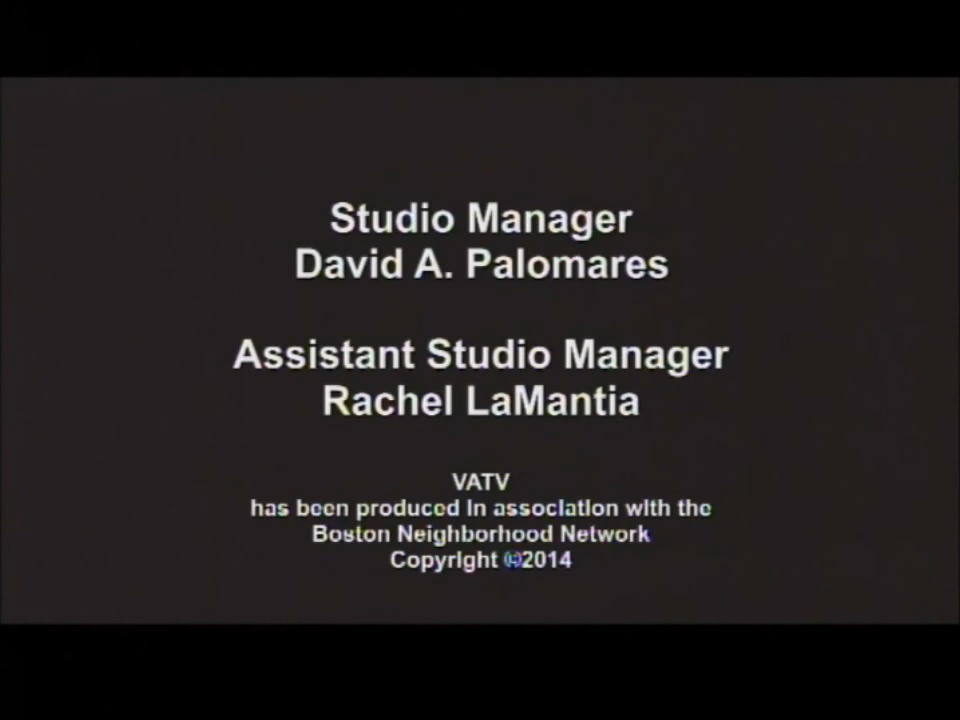 Studio Manager
David A. Palomares
Assistant Studio Manager
Rachel LaMantia
VATV
has been produced in association with the
Boston Neighborhood Network
Copyright ©2014